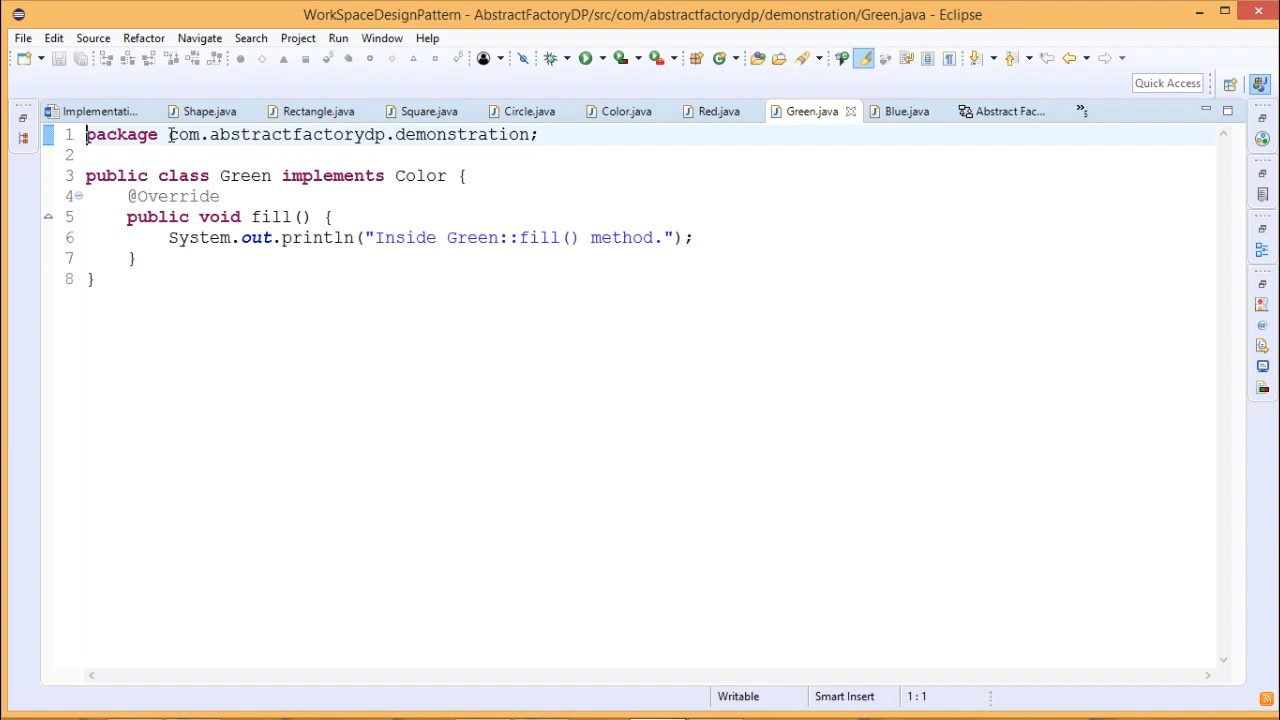 WorkSpaceDesignPattern - AbstractFactoryDP/src/com/abstractfactorydp/demonstration/Green.java - Eclipse
File Edit Source Refactor Navigate Search Project Run Window Help
Quick Access
Implementati... Shape.java Rectangle.java Square.java Circle.java Color.java Red.java Green.java Blue.java Abstract Fac... »5
1 package com.abstractfactorydp.demonstration;
2
3 public class Green implements Color {
4 @Override
5 public void fill() {
6 System.out.println("Inside Green::fill() method.");
7 }
8 }
Writable Smart Insert 1 : 1